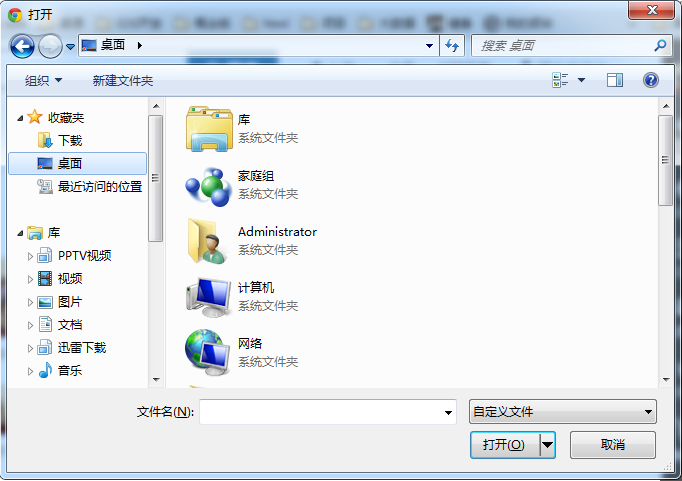 打开
桌面
搜索 桌面
组织
新建文件夹
收藏夹
下载
桌面
最近访问的位置
库
PPTV视频
视频
图片
文档
迅雷下载
音乐
库
系统文件夹
家庭组
系统文件夹
Administrator
系统文件夹
计算机
系统文件夹
网络
系统文件夹
文件名(N):
自定义文件
打开(O)
取消